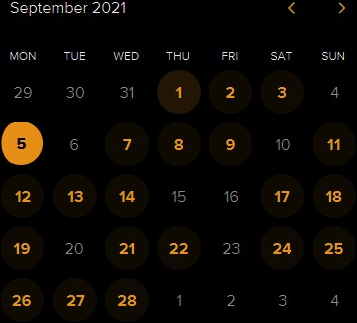 September 2021
MON TUE WED THU FRI SAT SUN
29 30 31 1 2 3 4
5 6 7 8 9 10 11
12 13 14 15 16 17 18
19 20 21 22 23 24 25
26 27 28 1 2 3 4